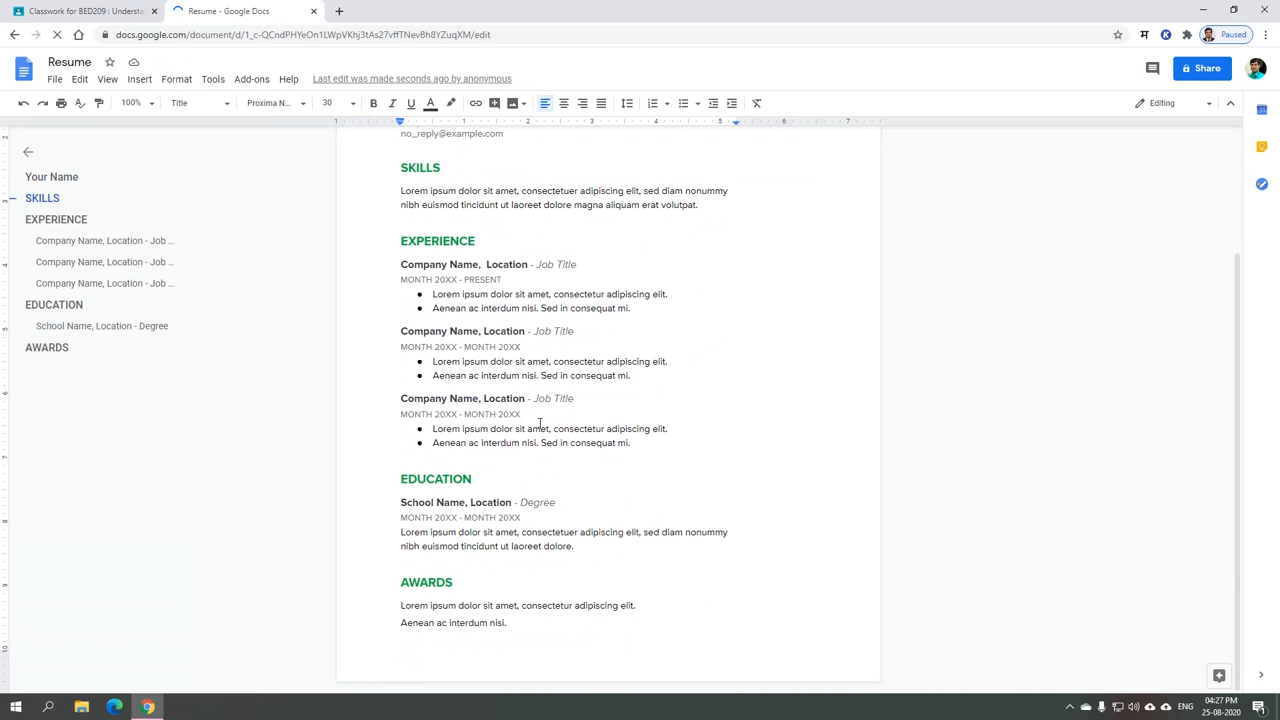 Classwork for BED209 : Understa
Resume - Google Docs
docs.google.com/document/d/1_c-QCndPHYeOn1LWpVKhj3tAs27vffTNevBh8YZuqXM/edit
Paused
Resume
File Edit View Insert Format Tools Add-ons Help Last edit was made seconds ago by anonymous
Share
100% Title Proxima N... 30 Editing
1 1 2 3 4 5 6 7
no_reply@example.com
Your Name
SKILLS
EXPERIENCE
Company Name, Location - Job ...
Company Name, Location - Job ...
Company Name, Location - Job ...
EDUCATION
School Name, Location - Degree
AWARDS
SKILLS
Lorem ipsum dolor sit amet, consectetuer adipiscing elit, sed diam nonummy
nibh euismod tincidunt ut laoreet dolore magna aliquam erat volutpat.
EXPERIENCE
Company Name, Location - Job Title
MONTH 20XX - PRESENT
● Lorem ipsum dolor sit amet, consectetur adipiscing elit.
● Aenean ac interdum nisi. Sed in consequat mi.
Company Name, Location - Job Title
MONTH 20XX - MONTH 20XX
● Lorem ipsum dolor sit amet, consectetur adipiscing elit.
● Aenean ac interdum nisi. Sed in consequat mi.
Company Name, Location - Job Title
MONTH 20XX - MONTH 20XX
● Lorem ipsum dolor sit amet, consectetur adipiscing elit.
● Aenean ac interdum nisi. Sed in consequat mi.
EDUCATION
School Name, Location - Degree
MONTH 20XX - MONTH 20XX
Lorem ipsum dolor sit amet, consectetuer adipiscing elit, sed diam nonummy
nibh euismod tincidunt ut laoreet dolore.
AWARDS
Lorem ipsum dolor sit amet, consectetur adipiscing elit.
Aenean ac interdum nisi.
ENG
04:27 PM
25-08-2020